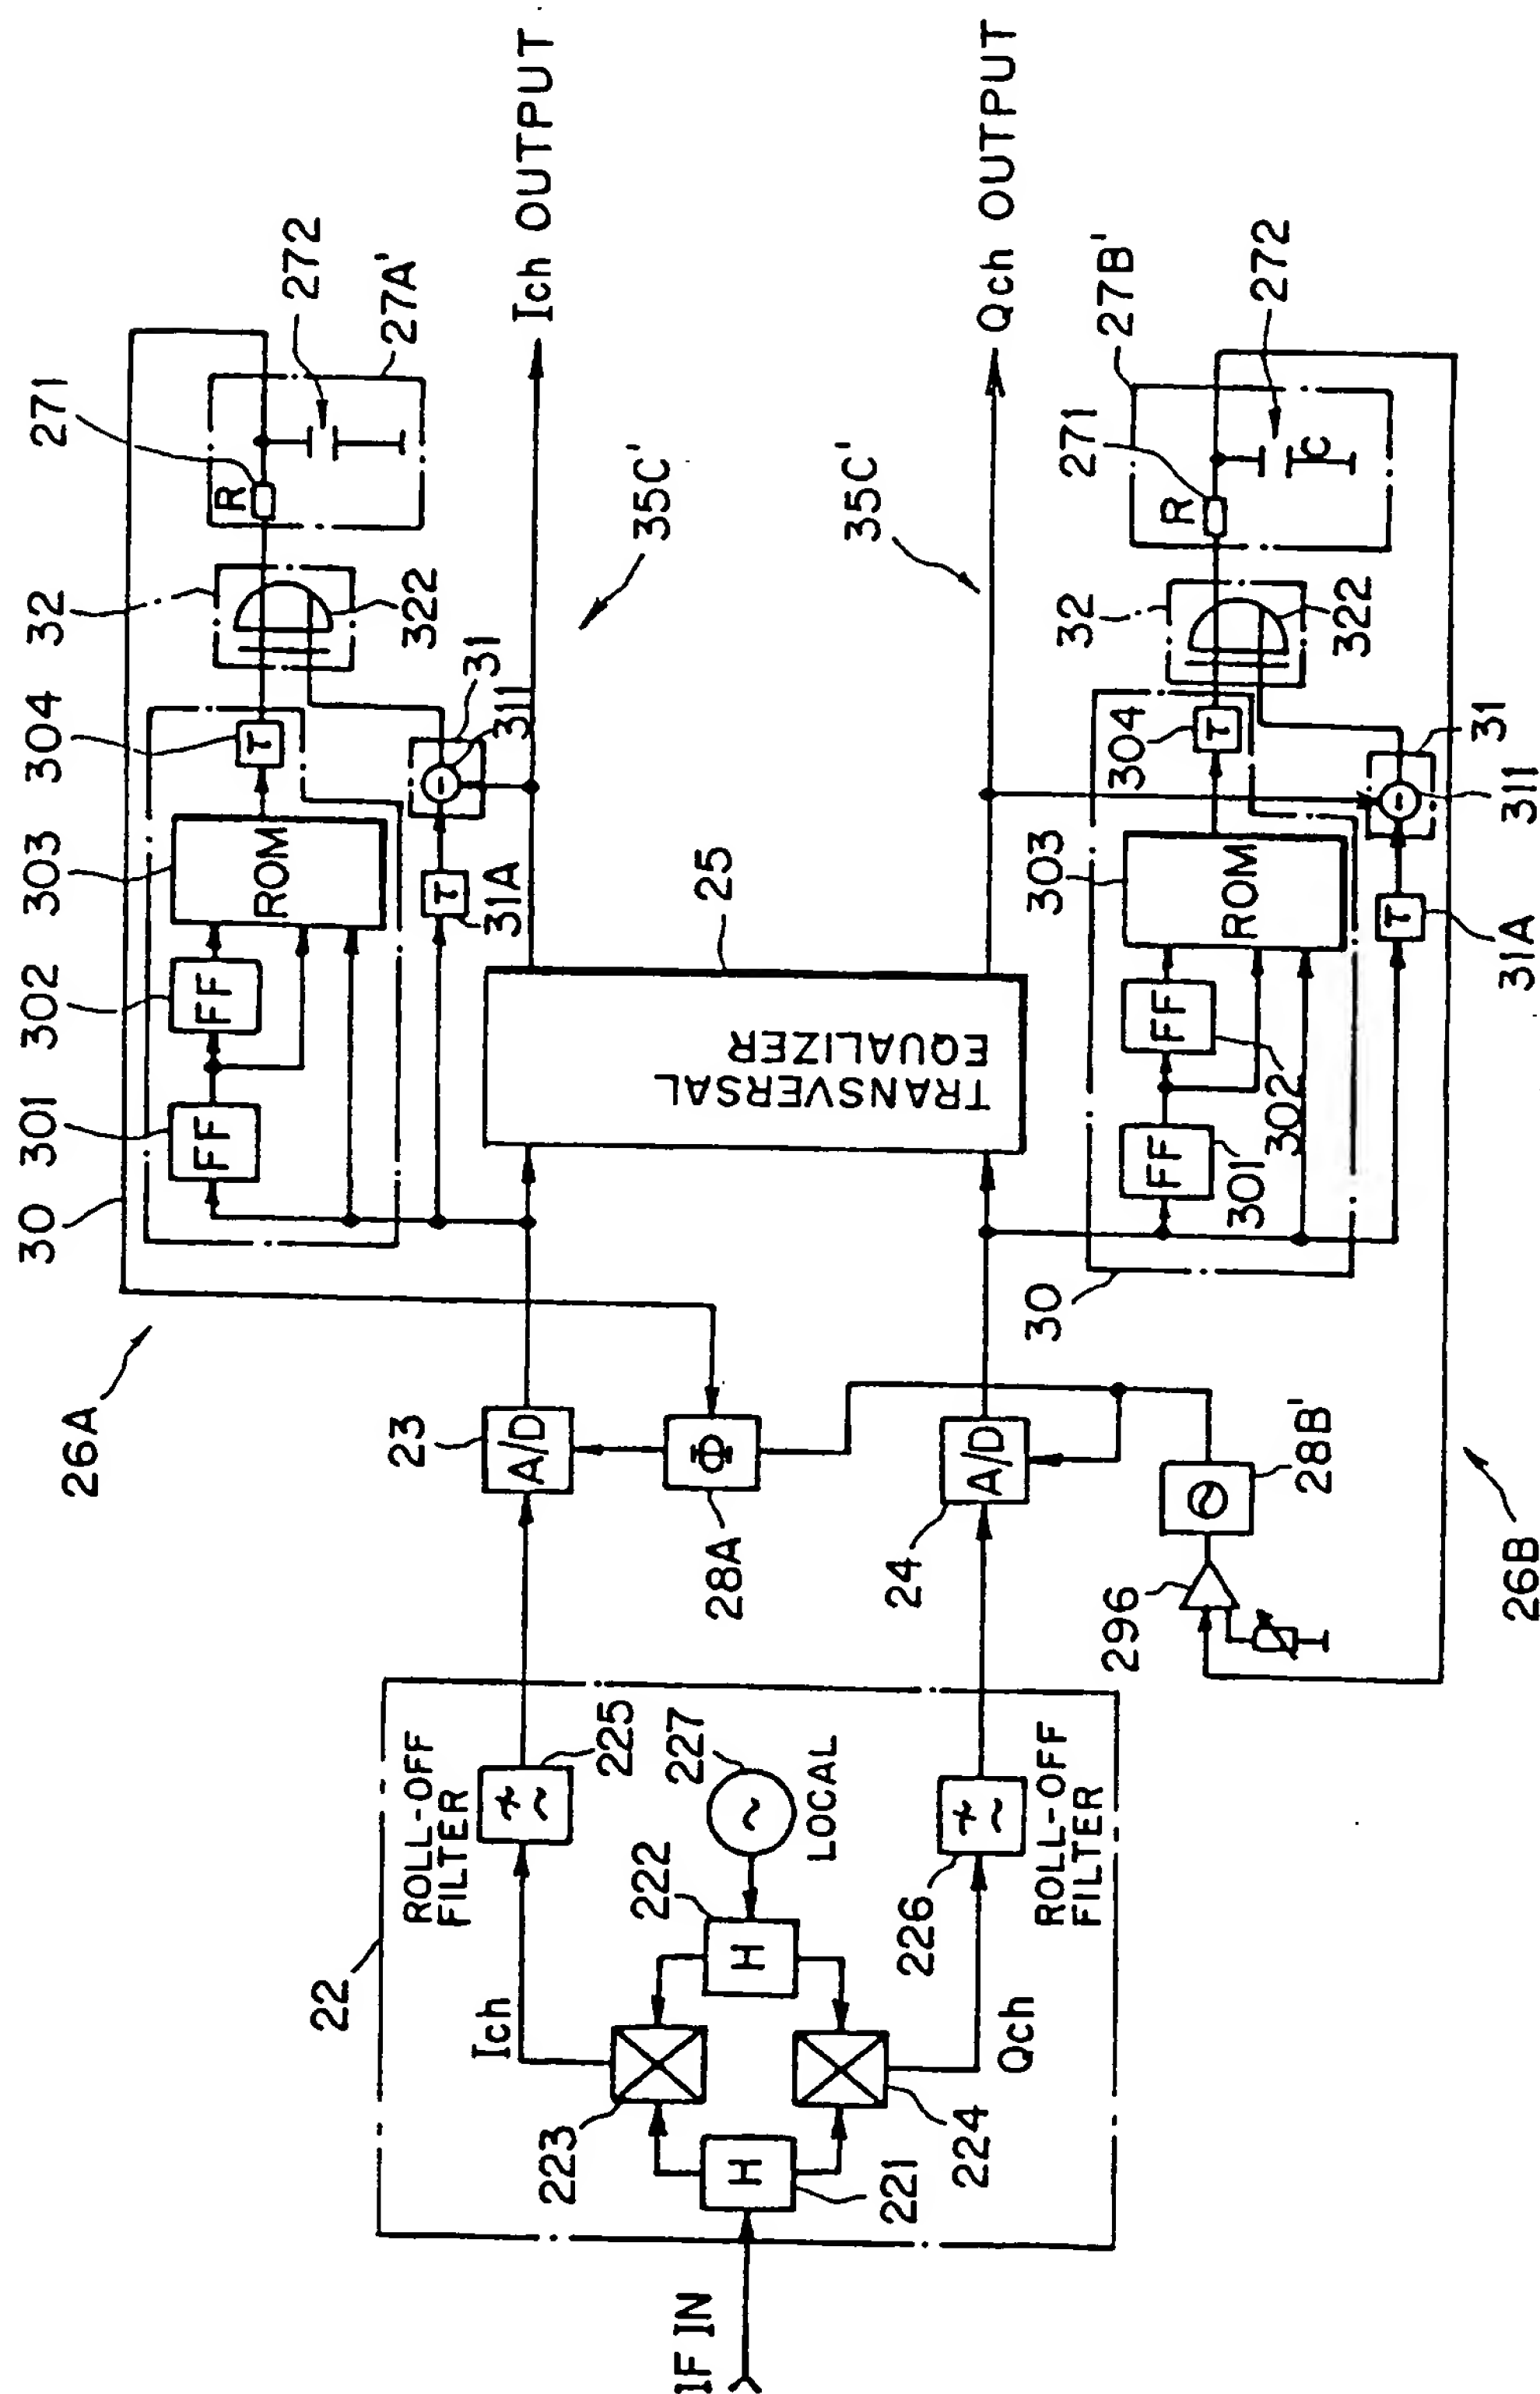 26A
30
301
302
303
304
32
271
272
27A'
FF
FF
ROM
τ
R
322
31
311
τ
31A
Ich OUTPUT
35C'
22
ROLL-OFF
FILTER
225
23
A/D
Ich
223
222
227
LOCAL
28A
Φ
TRANSVERSAL
EQUALIZER
25
IF IN
H
H
~
221
224
Qch
226
ROLL-OFF
FILTER
24
A/D
35C'
Qch OUTPUT
296
28B'
30
301
302
303
304
32
271
27B'
272
FF
FF
ROM
τ
R
C
322
31
311
τ
31A
26B